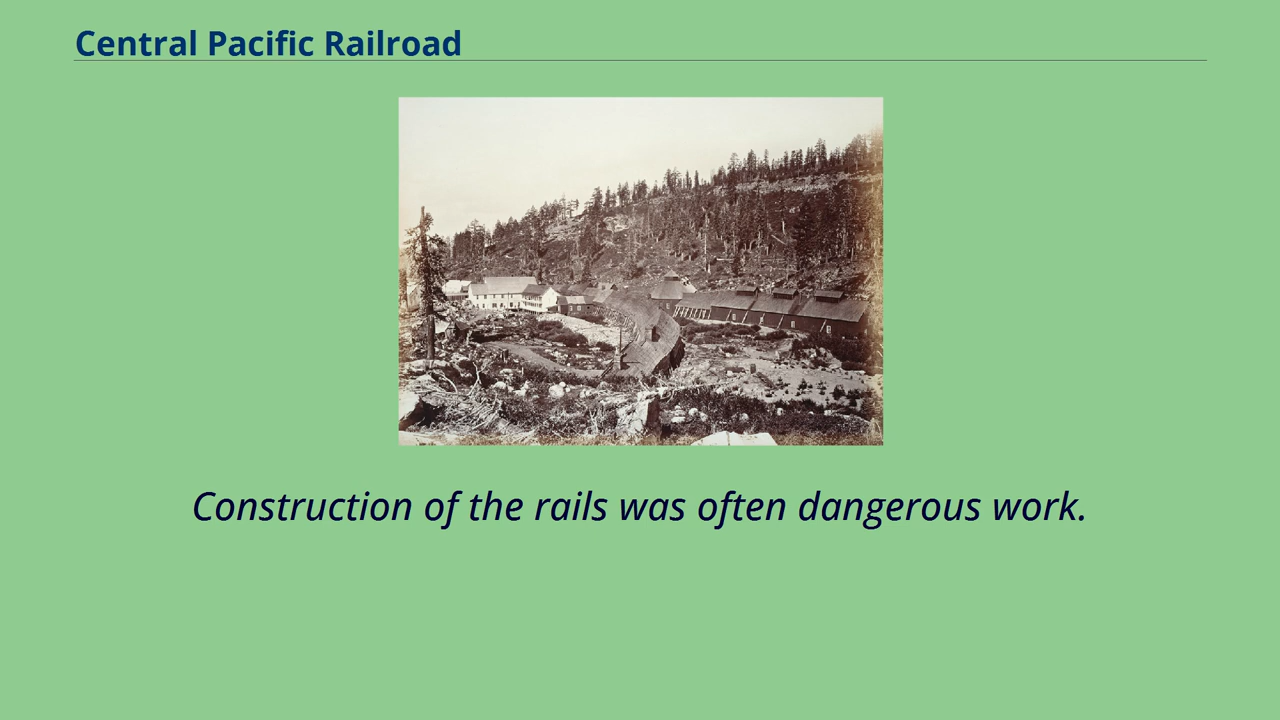 Central Pacific Railroad
Construction of the rails was often dangerous work.